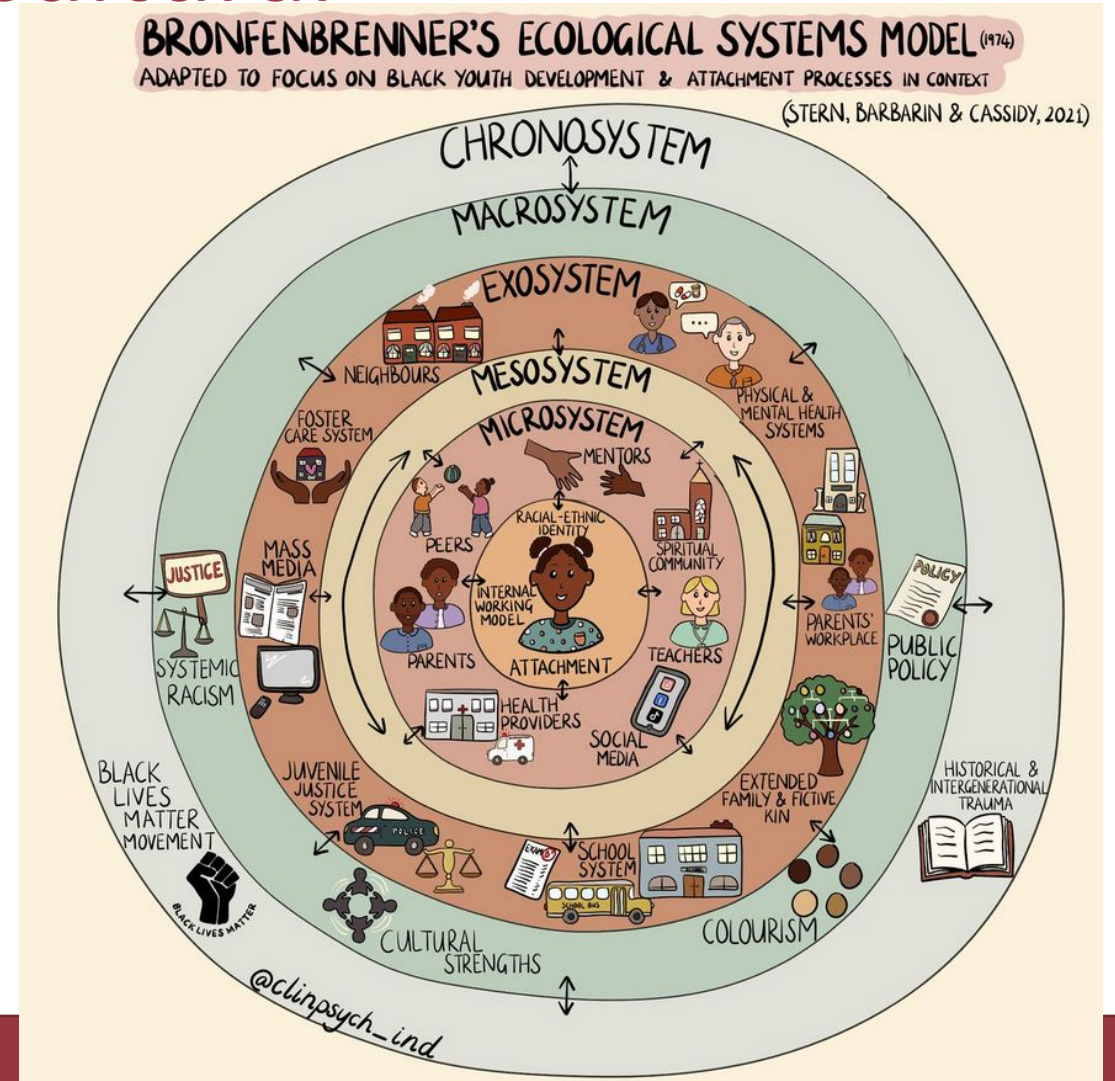 BRONFENBRENNER'S ECOLOGICAL SYSTEMS MODEL (1974)
ADAPTED TO FOCUS ON BLACK YOUTH DEVELOPMENT & ATTACHMENT PROCESSES IN CONTEXT
(STERN, BARBARIN & CASSIDY, 2021)
CHRONOSYSTEM
MACROSYSTEM
EXOSYSTEM
NEIGHBOURS
PHYSICAL &
MENTAL HEALTH
SYSTEMS
MESOSYSTEM
FOSTER
CARE SYSTEM
MICROSYSTEM
MENTORS
PEERS
RACIAL-ETHNIC
IDENTITY
SPIRITUAL
COMMUNITY
INTERNAL
WORKING
MODEL
ATTACHMENT
PARENTS
TEACHERS
HEALTH
PROVIDERS
SOCIAL
MEDIA
MASS
MEDIA
PARENTS'
WORKPLACE
JUSTICE
SYSTEMIC
RACISM
POLICY
PUBLIC
POLICY
JUVENILE
JUSTICE
SYSTEM
POLICE
EXAM
SCHOOL
SYSTEM
SCHOOL BUS
EXTENDED
FAMILY & FICTIVE
KIN
BLACK
LIVES
MATTER
MOVEMENT
BLACK LIVES MATTER
HISTORICAL &
INTERGENERATIONAL
TRAUMA
CULTURAL
STRENGTHS
COLOURISM
@clinpsych_ind